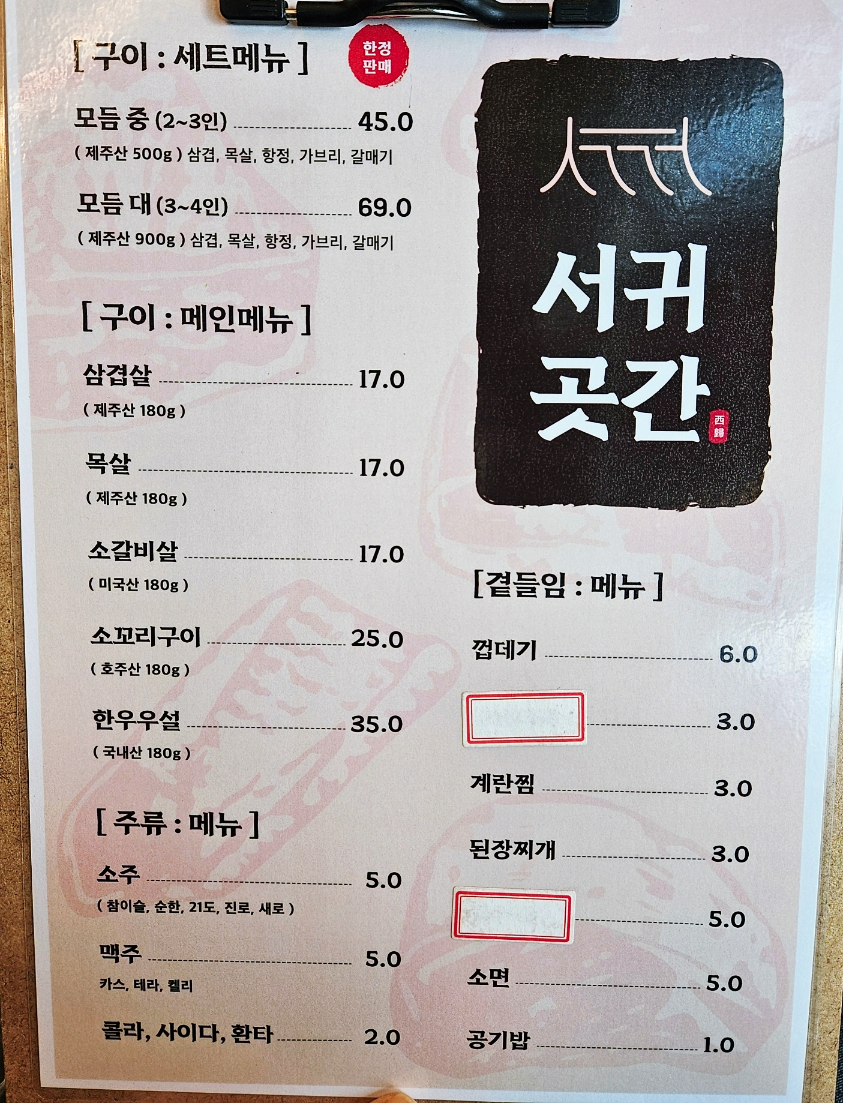 [ 구이 : 세트메뉴 ]
한정
판매
모듬 중 (2~3인) 45.0
( 제주산 500g ) 삼겹, 목살, 항정, 가브리, 갈매기
모듬 대 (3~4인) 69.0
( 제주산 900g ) 삼겹, 목살, 항정, 가브리, 갈매기
[ 구이 : 메인메뉴 ]
삼겹살 17.0
( 제주산 180g )
목살 17.0
( 제주산 180g )
소갈비살 17.0
( 미국산 180g )
소꼬리구이 25.0
( 호주산 180g )
한우우설 35.0
( 국내산 180g )
[ 주류 : 메뉴 ]
소주 5.0
( 참이슬, 순한, 21도, 진로, 새로 )
맥주 5.0
카스, 테라, 켈리
콜라, 사이다, 환타 2.0
서귀
곳간
西
歸
[곁들임 : 메뉴 ]
껍데기 6.0
3.0
계란찜 3.0
된장찌개 3.0
5.0
소면 5.0
공기밥 1.0